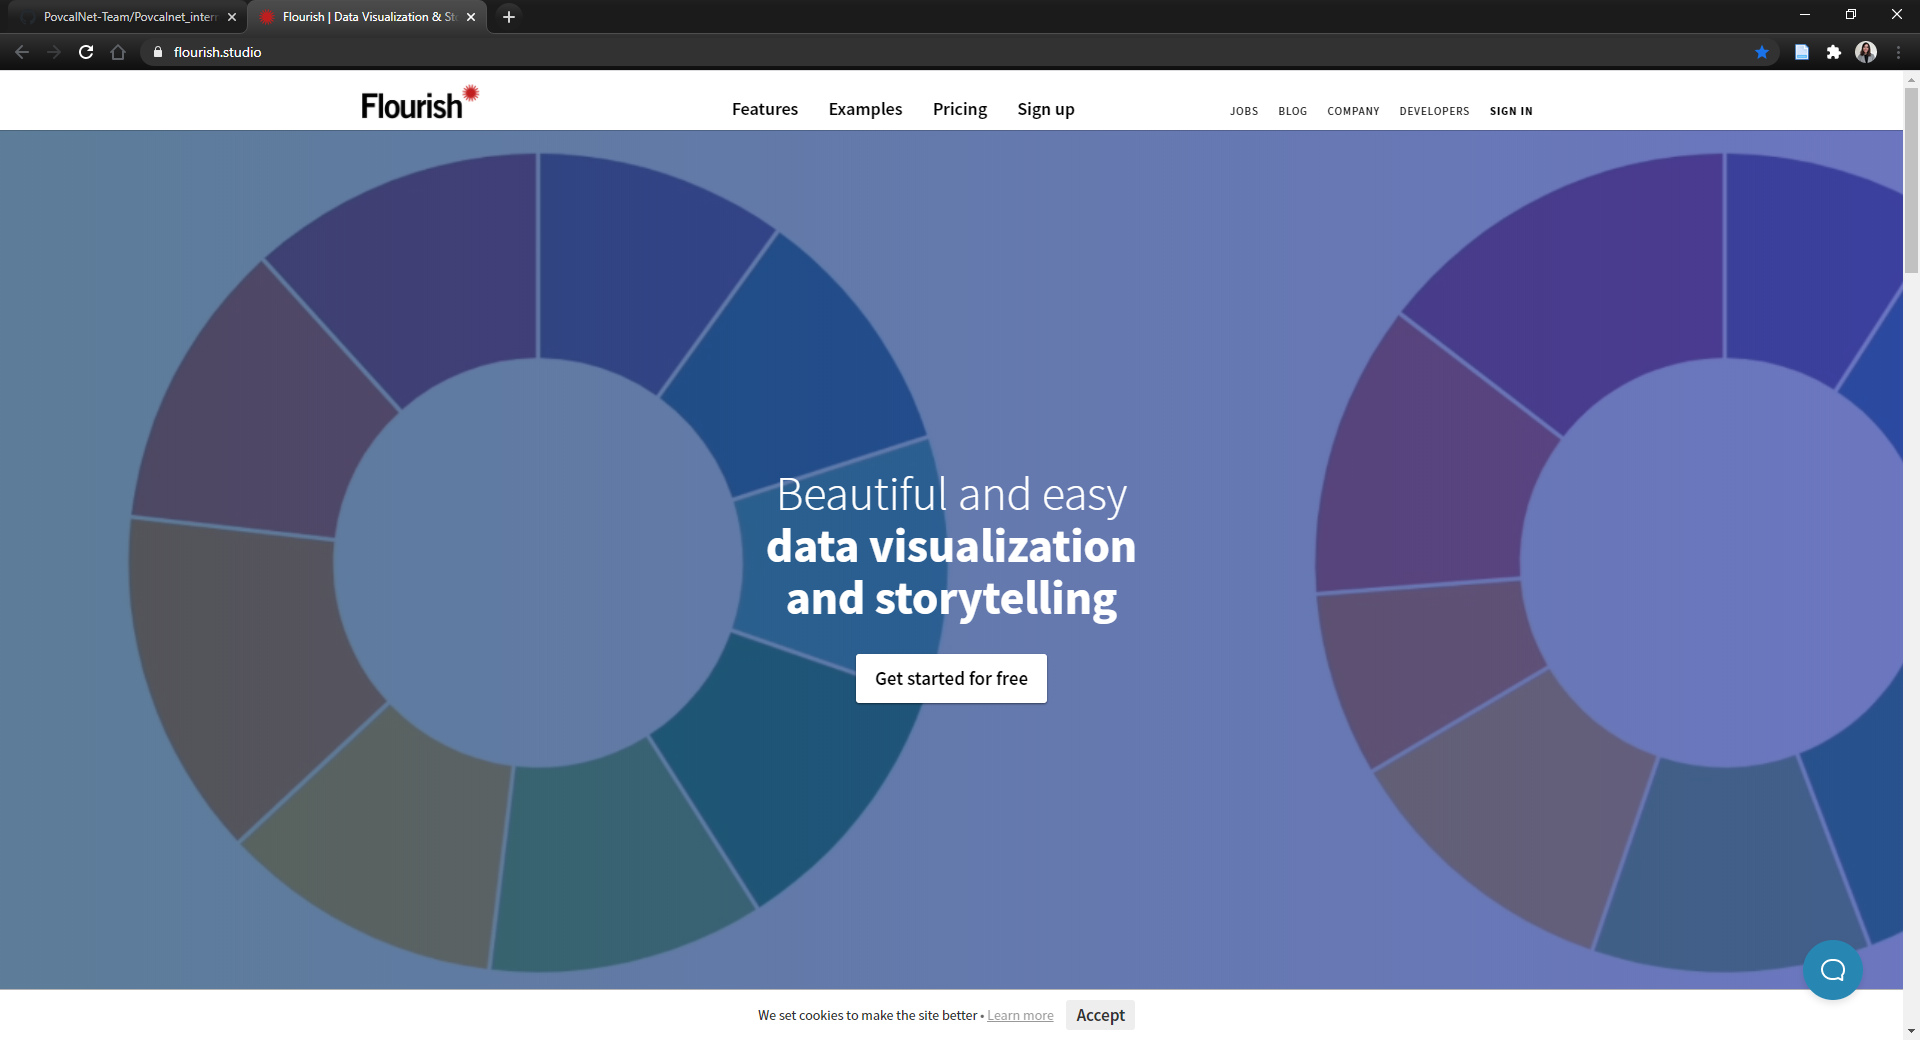 PovcalNet-Team/Povcalnet_intern
Flourish | Data Visualization & St
flourish.studio
Flourish
Features
Examples
Pricing
Sign up
JOBS
BLOG
COMPANY
DEVELOPERS
SIGN IN
Beautiful and easy
data visualization
and storytelling
Get started for free
We set cookies to make the site better • Learn more
Accept